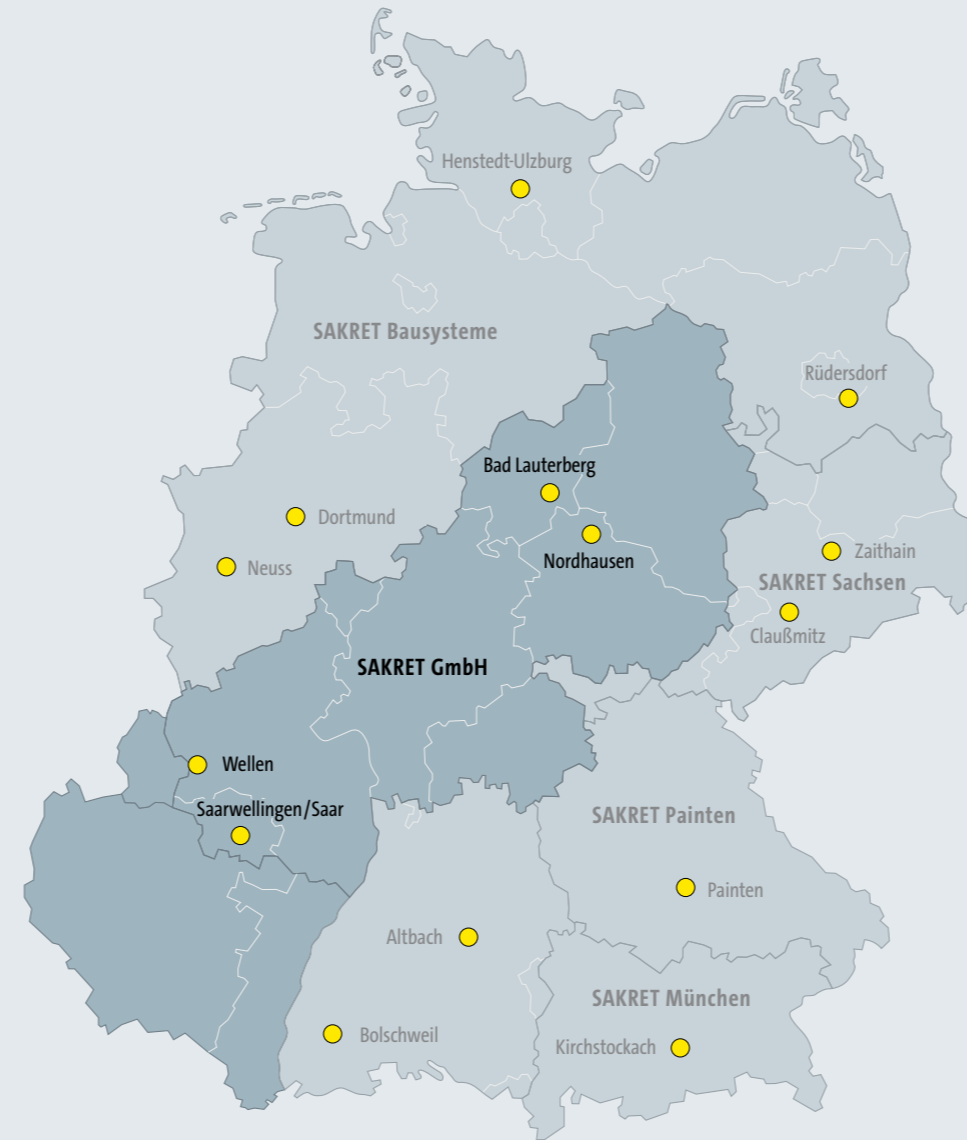 Henstedt-Ulzburg
SAKRET Bausysteme
Rüdersdorf
Bad Lauterberg
Dortmund
Nordhausen
Zaithain
Neuss
SAKRET Sachsen
Claußmitz
SAKRET GmbH
Wellen
Saarwellingen/Saar
SAKRET Painten
Painten
Altbach
SAKRET München
Bolschweil
Kirchstockach